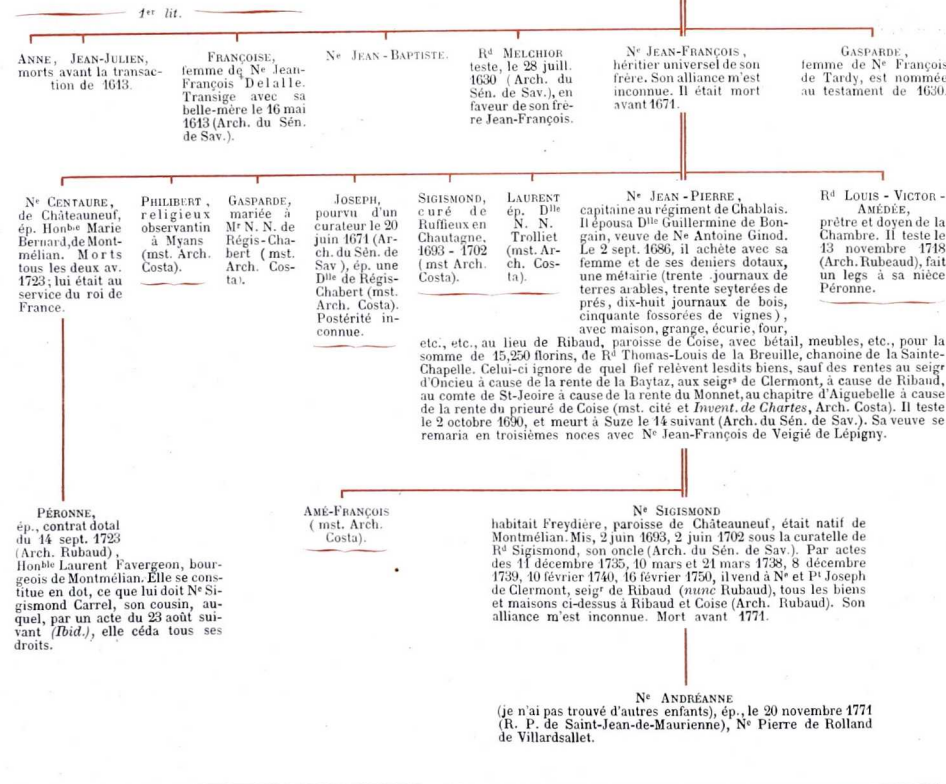 1er lit.
ANNE, JEAN-JULIEN,
morts avant la transac-
tion de 1613.
FRANÇOISE,
femme de Ne Jean-
François Delalle.
Transige avec sa
belle-mère le 16 mai
1613 (Arch. du Sén.
de Sav.).
Ne JEAN-BAPTISTE.
Rd MELCHIOR
teste, le 28 juill.
1630 (Arch. du
Sén. de Sav.), en
faveur de son frè-
re Jean-François.
Ne JEAN-FRANÇOIS,
héritier universel de son
frère. Son alliance m'est
inconnue. Il était mort
avant 1671.
GASPARDE,
femme de Ne François
de Tardy, est nommée
au testament de 1630.
Ne CENTAURE,
de Châteauneuf,
ép. Honbie Marie
Bernard, de Mont-
mélian. Morts
tous les deux av.
1723; lui était au
service du roi de
France.
PHILIBERT,
religieux
observantin
à Myans
(mst. Arch.
Costa).
GASPARDE,
mariée à
Mr N. N. de
Régis-Cha-
bert (mst.
Arch. Cos-
ta).
JOSEPH,
pourvu d'un
curateur le 20
juin 1671 (Ar-
ch. du Sén. de
Sav), ép. une
Dlle de Régis-
Chabert (mst.
Arch. Costa).
Postérité in-
connue.
SIGISMOND,
curé de
Ruffieux en
Chautagne,
1693 - 1702
(mst Arch.
Costa).
LAURENT
ép. Dlle
N. N.
Trolliet
(mst. Ar-
ch. Cos-
ta).
Ne JEAN-PIERRE,
capitaine au régiment de Chablais.
Il épousa Dlle Guillermine de Bon-
gain, veuve de Ne Antoine Ginod.
Le 2 sept. 1686, il achète avec sa
femme et de ses deniers dotaux,
une métairie (trente journaux de
terres arables, trente seyterées de
prés, dix-huit journaux de bois,
cinquante fossorées de vignes),
avec maison, grange, écurie, four,
etc., etc., au lieu de Ribaud, paroisse de Coise, avec bétail, meubles, etc., pour la
somme de 15,250 florins, de Rd Thomas-Louis de la Breuille, chanoine de la Sainte-
Chapelle. Celui-ci ignore de quel fief relèvent lesdits biens, sauf des rentes au seigr
d'Oncieu à cause de la rente de la Baytaz, aux seigrs de Clermont, à cause de Ribaud,
au comte de St-Jeoire à cause de la rente du Monnet, au chapitre d'Aiguebelle à cause
de la rente du prieuré de Coise (mst. cité et Invent. de Chartes, Arch. Costa). Il teste
le 2 octobre 1690, et meurt à Suze le 14 suivant (Arch. du Sén. de Sav.). Sa veuve se
remaria en troisièmes noces avec Ne Jean-François de Veigié de Lépigny.
Rd LOUIS-VICTOR-
AMÉDÉE,
prêtre et doyen de la
Chambre. Il teste le
13 novembre 1718
(Arch. Rubeaud), fait
un legs à sa nièce
Péronne.
PÉRONNE,
ép., contrat dotal
du 14 sept. 1723
(Arch. Rubaud),
Honble Laurent Favergeon, bour-
geois de Montmélian. Elle se cons-
titue en dot, ce que lui doit Ne Si-
gismond Carrel, son cousin, au-
quel, par un acte du 23 août sui-
vant (Ibid.), elle céda tous ses
droits.
AMÉ-FRANÇOIS
(mst. Arch.
Costa).
Ne SIGISMOND
habitait Freydière, paroisse de Châteauneuf, était natif de
Montmélian. Mis, 2 juin 1693, 2 juin 1702 sous la curatelle de
Rd Sigismond, son oncle (Arch. du Sén. de Sav.). Par actes
des 11 décembre 1735, 10 mars et 21 mars 1738, 8 décembre
1739, 10 février 1740, 16 février 1750, il vend à Ne et Pt Joseph
de Clermont, seigr de Ribaud (nunc Rubaud), tous les biens
et maisons ci-dessus à Ribaud et Coise (Arch. Rubaud). Son
alliance m'est inconnue. Mort avant 1771.
Ne ANDRÉANNE
(je n'ai pas trouvé d'autres enfants), ép., le 20 novembre 1771
(R. P. de Saint-Jean-de-Maurienne), Ne Pierre de Rolland
de Villardsallet.